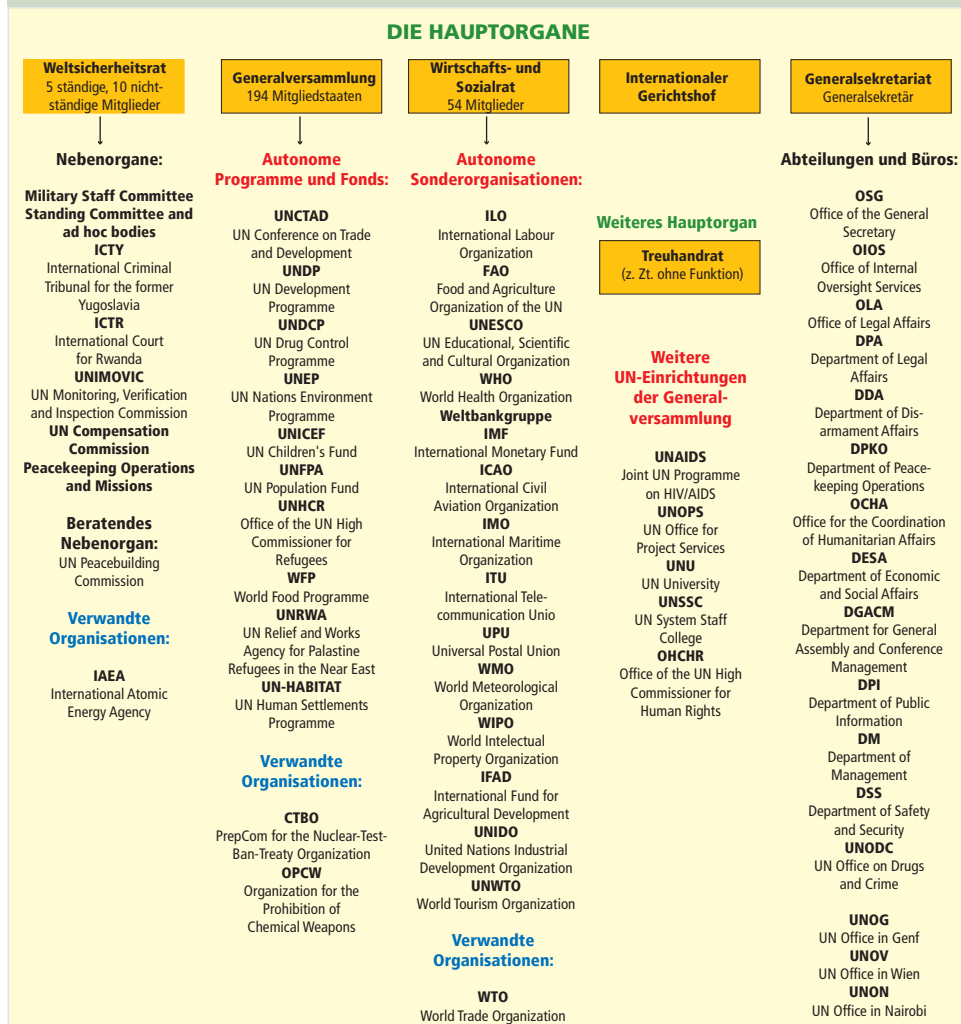 DIE HAUPTORGANE
Weltsicherheitsrat
5 ständige, 10 nicht-
ständige Mitglieder
Nebenorgane:
Military Staff Committee
Standing Committee and
ad hoc bodies
ICTY
International Criminal
Tribunal for the former
Yugoslavia
ICTR
International Court
for Rwanda
UNIMOVIC
UN Monitoring, Verification
and Inspection Commission
UN Compensation
Commission
Peacekeeping Operations
and Missions
Beratendes
Nebenorgan:
UN Peacebuilding
Commission
Verwandte
Organisationen:
IAEA
International Atomic
Energy Agency
Generalversammlung
194 Mitgliedstaaten
Autonome
Programme und Fonds:
UNCTAD
UN Conference on Trade
and Development
UNDP
UN Development
Programme
UNDCP
UN Drug Control
Programme
UNEP
UN Nations Environment
Programme
UNICEF
UN Children's Fund
UNFPA
UN Population Fund
UNHCR
Office of the UN High
Commissioner for
Refugees
WFP
World Food Programme
UNRWA
UN Relief and Works
Agency for Palastine
Refugees in the Near East
UN-HABITAT
UN Human Settlements
Programme
Verwandte
Organisationen:
CTBO
PrepCom for the Nuclear-Test-
Ban-Treaty Organization
OPCW
Organization for the
Prohibition of
Chemical Weapons
Wirtschafts- und
Sozialrat
54 Mitglieder
Autonome
Sonderorganisationen:
ILO
International Labour
Organization
FAO
Food and Agriculture
Organization of the UN
UNESCO
UN Educational, Scientific
and Cultural Organization
WHO
World Health Organization
Weltbankgruppe
IMF
International Monetary Fund
ICAO
International Civil
Aviation Organization
IMO
International Maritime
Organization
ITU
International Tele-
communication Unio
UPU
Universal Postal Union
WMO
World Meteorological
Organization
WIPO
World Intelectual
Property Organization
IFAD
International Fund for
Agricultural Development
UNIDO
United Nations Industrial
Development Organization
UNWTO
World Tourism Organization
Verwandte
Organisationen:
WTO
World Trade Organization
Internationaler
Gerichtshof
Weiteres Hauptorgan
Treuhandrat
(z. Zt. ohne Funktion)
Weitere
UN-Einrichtungen
der General-
versammlung
UNAIDS
Joint UN Programme
on HIV/AIDS
UNOPS
UN Office for
Project Services
UNU
UN University
UNSSC
UN System Staff
College
OHCHR
Office of the UN High
Commissioner for
Human Rights
Generalsekretariat
Generalsekretär
Abteilungen und Büros:
OSG
Office of the General
Secretary
OIOS
Office of Internal
Oversight Services
OLA
Office of Legal Affairs
DPA
Department of Legal
Affairs
DDA
Department of Dis-
armament Affairs
DPKO
Department of Peace-
keeping Operations
OCHA
Office for the Coordination
of Humanitarian Affairs
DESA
Department of Economic
and Social Affairs
DGACM
Department for General
Assembly and Conference
Management
DPI
Department of Public
Information
DM
Department of
Management
DSS
Department of Safety
and Security
UNODC
UN Office on Drugs
and Crime
UNOG
UN Office in Genf
UNOV
UN Office in Wien
UNON
UN Office in Nairobi